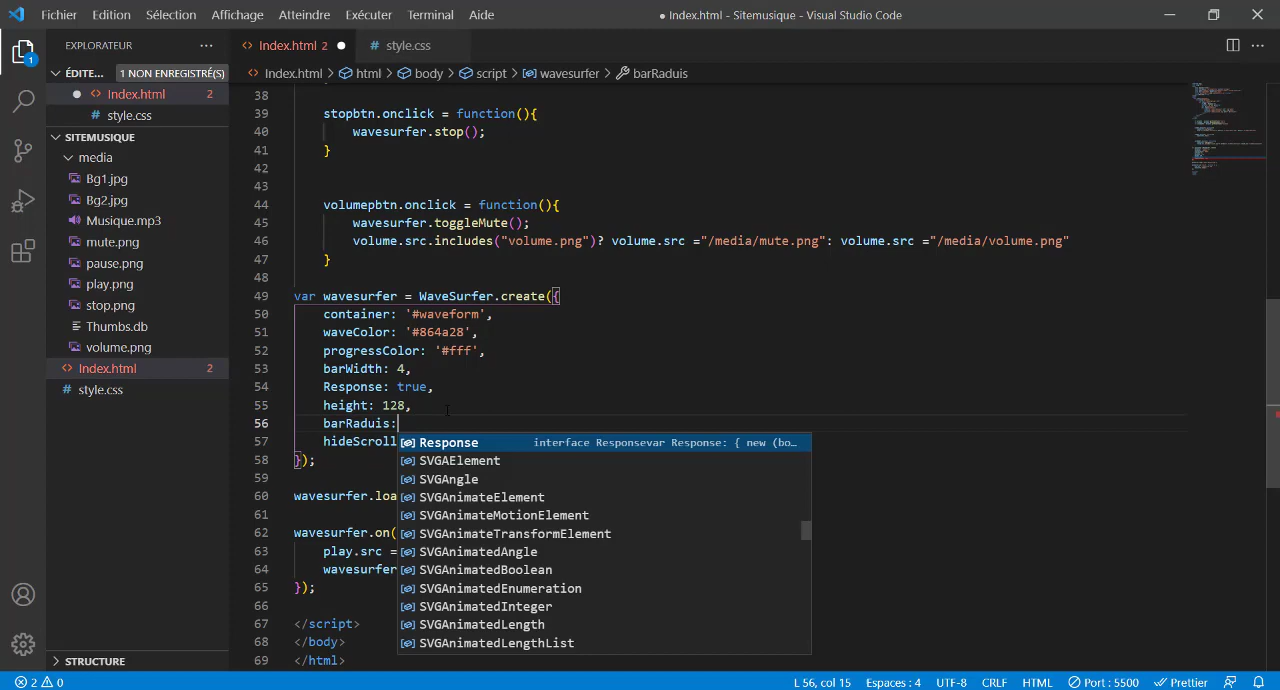 Fichier Edition Sélection Affichage Atteindre Exécuter Terminal Aide ● Index.html - Sitemusique - Visual Studio Code
EXPLORATEUR
Index.html 2
style.css
ÉDITE... 1 NON ENREGISTRÉ(S)
Index.html > html > body > script > wavesurfer > barRaduis
Index.html 2
style.css
SITEMUSIQUE
media
Bg1.jpg
Bg2.jpg
Musique.mp3
mute.png
pause.png
play.png
stop.png
Thumbs.db
volume.png
Index.html 2
style.css
STRUCTURE
38
39 stopbtn.onclick = function(){
40 wavesurfer.stop();
41 }
42
43
44 volumepbtn.onclick = function(){
45 wavesurfer.toggleMute();
46 volume.src.includes("volume.png")? volume.src ="/media/mute.png": volume.src ="/media/volume.png"
47 }
48
49 var wavesurfer = WaveSurfer.create({
50 container: '#waveform',
51 waveColor: '#864a28',
52 progressColor: '#fff',
53 barWidth: 4,
54 Response: true,
55 height: 128,
56 barRaduis:
57 hideScroll
58 });
59
60 wavesurfer.loa
61
62 wavesurfer.on(
63 play.src =
64 wavesurfer
65 });
66
67 </script>
68 </body>
69 </html>
Response interface Responsevar Response: { new (bo…
SVGAElement
SVGAngle
SVGAnimateElement
SVGAnimateMotionElement
SVGAnimateTransformElement
SVGAnimatedAngle
SVGAnimatedBoolean
SVGAnimatedEnumeration
SVGAnimatedInteger
SVGAnimatedLength
SVGAnimatedLengthList
2 0 L 56, col 15 Espaces : 4 UTF-8 CRLF HTML Port : 5500 Prettier